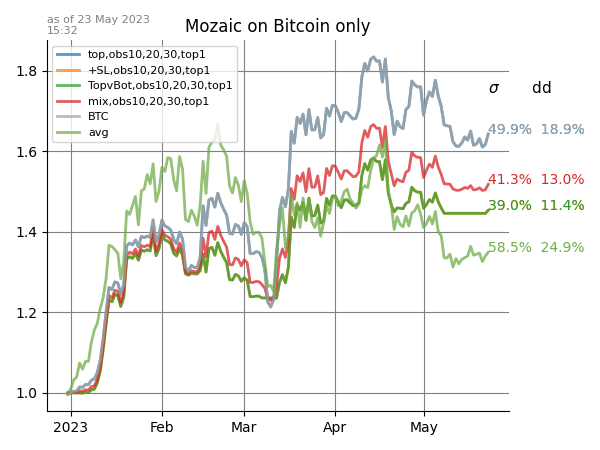 as of 23 May 2023
15:32
Mozaic on Bitcoin only
top,obs10,20,30,top1
+SL,obs10,20,30,top1
TopvBot,obs10,20,30,top1
mix,obs10,20,30,top1
BTC
avg
σ dd
49.9% 18.9%
41.3% 13.0%
39.0% 11.4%
58.5% 24.9%
1.8
1.6
1.4
1.2
1.0
2023 Feb Mar Apr May